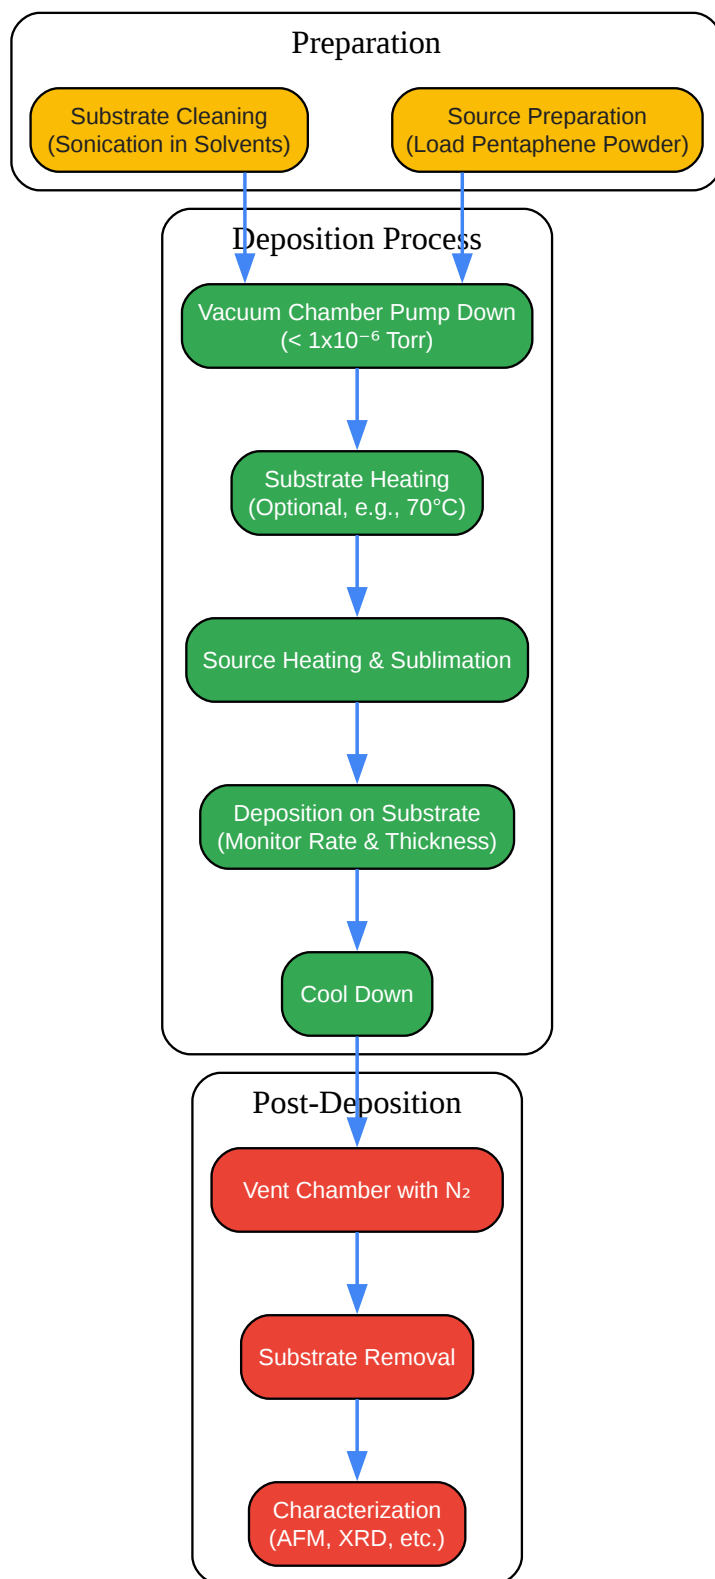 Preparation
Substrate Cleaning
(Sonication in Solvents)
Source Preparation
(Load Pentaphene Powder)
Deposition Process
Vacuum Chamber Pump Down
(< 1x10⁻⁶ Torr)
Substrate Heating
(Optional, e.g., 70°C)
Source Heating & Sublimation
Deposition on Substrate
(Monitor Rate & Thickness)
Cool Down
Post-Deposition
Vent Chamber with N₂
Substrate Removal
Characterization
(AFM, XRD, etc.)